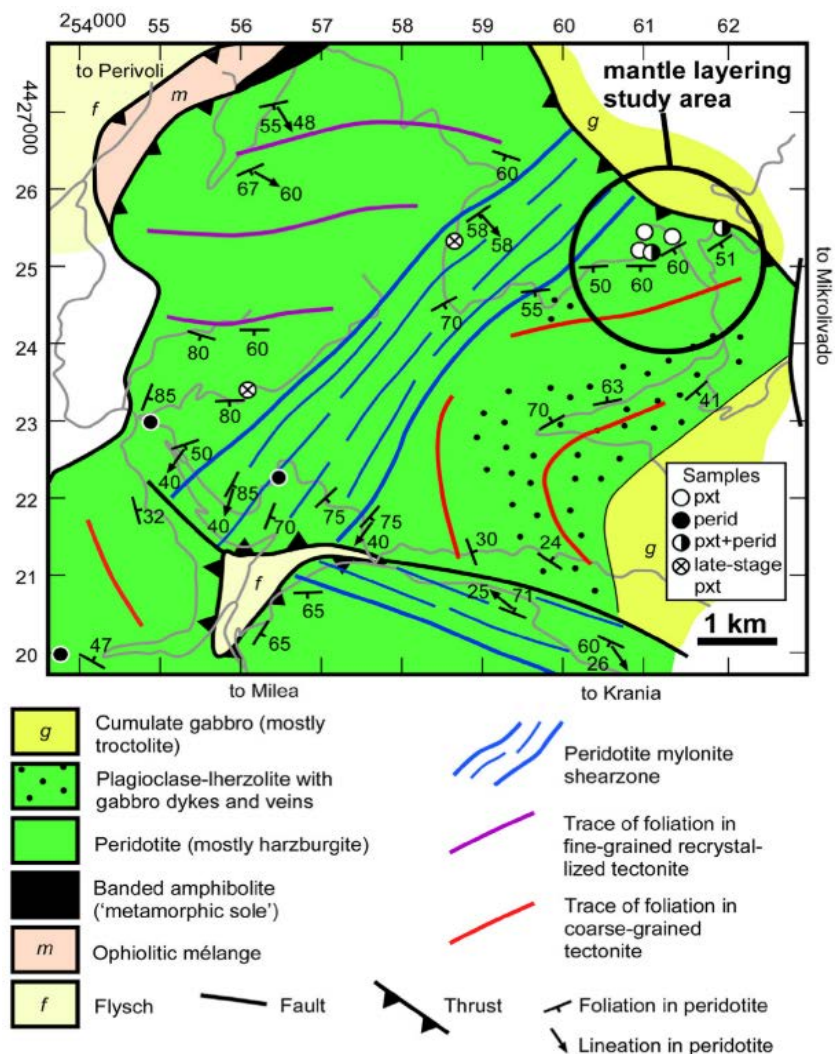 ²54000 55 56 57 58 59 60 61 62
to Perivoli
mantle layering
study area
4427000
26
25
24
23
22
21
20
f
m
g
to Mikrolivado
55 48
67 60
60
58
58
70
55
50
60
60
51
80
60
80
85
50
40
32
85
40
70
75
75
40
63
70
41
30
24
25
71
65
65
60
26
47
f
g
Samples
pxt
perid
pxt+perid
late-stage
pxt
1 km
to Milea
to Krania
g
Cumulate gabbro (mostly
troctolite)
Plagioclase-lherzolite with
gabbro dykes and veins
Peridotite (mostly harzburgite)
Banded amphibolite
('metamorphic sole')
m
Ophiolitic mélange
f
Flysch
Peridotite mylonite
shearzone
Trace of foliation in
fine-grained recrystal-
lized tectonite
Trace of foliation in
coarse-grained
tectonite
Fault
Thrust
Foliation in peridotite
Lineation in peridotite